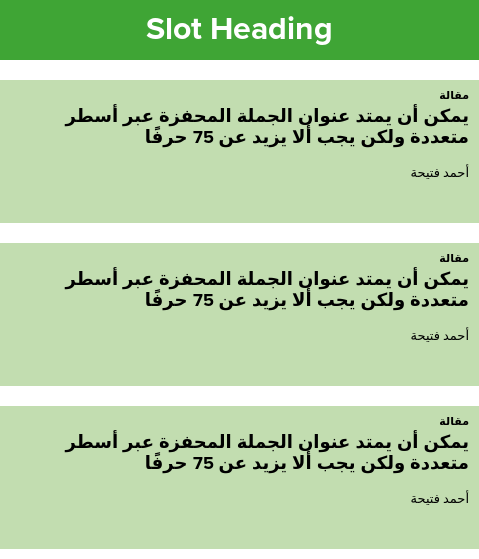 Slot Heading
مقالة
يمكن أن يمتد عنوان الجملة المحفزة عبر أسطر
متعددة ولكن يجب ألا يزيد عن 75 حرفًا
أحمد فتيحة
مقالة
يمكن أن يمتد عنوان الجملة المحفزة عبر أسطر
متعددة ولكن يجب ألا يزيد عن 75 حرفًا
أحمد فتيحة
مقالة
يمكن أن يمتد عنوان الجملة المحفزة عبر أسطر
متعددة ولكن يجب ألا يزيد عن 75 حرفًا
أحمد فتيحة